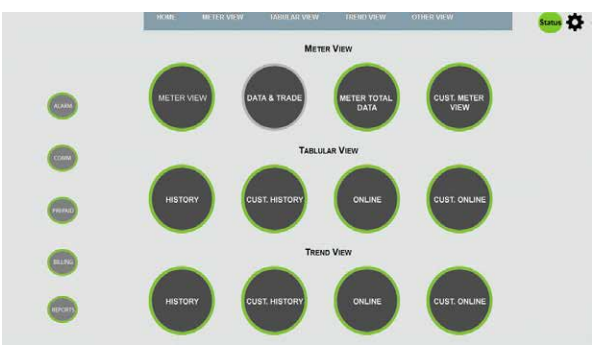 HOME METER VIEW TABULAR VIEW TREND VIEW OTHER VIEW
Status
METER VIEW
METER VIEW
DATA & TRADE
METER TOTAL
DATA
CUST. METER
VIEW
ALARM
COMM
TABLULAR VIEW
HISTORY
CUST. HISTORY
ONLINE
CUST. ONLINE
PREPAID
BILLING
TREND VIEW
HISTORY
CUST. HISTORY
ONLINE
CUST. ONLINE
REPORTS